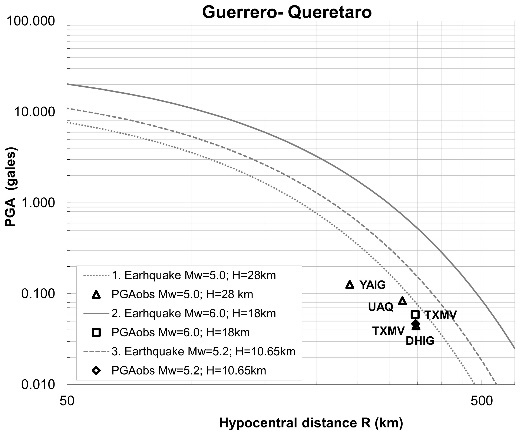 Guerrero- Queretaro
100.000
10.000
1.000
0.100
0.010
PGA (gales)
1. Earhquake Mw=5.0; H=28km
PGAobs Mw=5.0; H=28 km
2. Earhquake Mw=6.0; H=18km
PGAobs Mw=6.0; H=18km
3. Earthquake Mw=5.2; H=10.65km
PGAobs Mw=5.2; H=10.65km
YAIG
UAQ
TXMV
TXMV
DHIG
50
500
Hypocentral distance R (km)